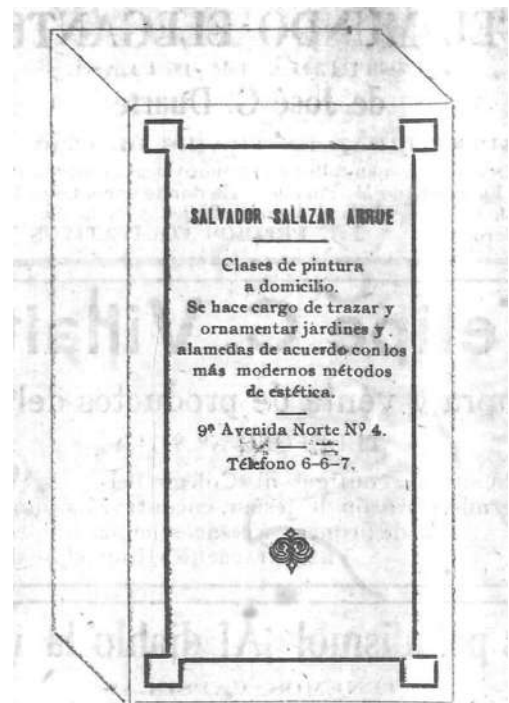 SALVADOR SALAZAR ARRUE
Clases de pintura
a domicilio.
Se hace cargo de trazar y
ornamentar jardines y
alamedas de acuerdo con los
más modernos métodos
de estética.
9ª Avenida Norte Nº 4.
Téléfono 6-6-7.